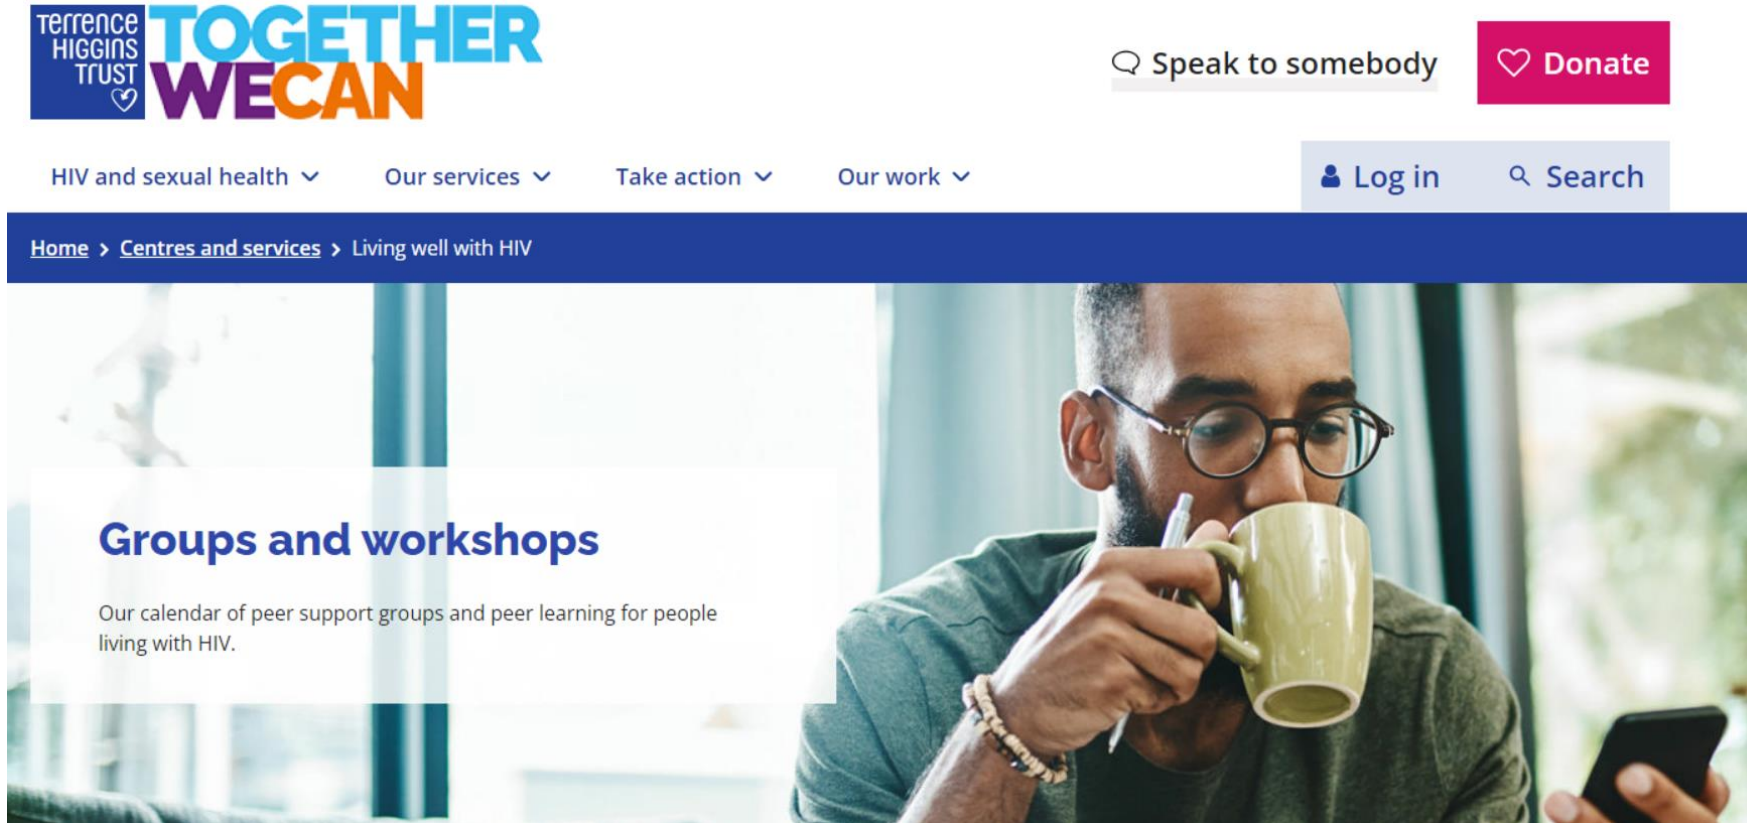 Terrence
HIGGINS
Trust
TOGETHER
WECAN
Speak to somebody
Donate
HIV and sexual health
Our services
Take action
Our work
Log in
Search
Home > Centres and services > Living well with HIV
Groups and workshops
Our calendar of peer support groups and peer learning for people
living with HIV.